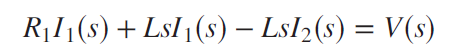 R₁I₁(s) + LsI₁(s) − LsI₂(s) = V(s)